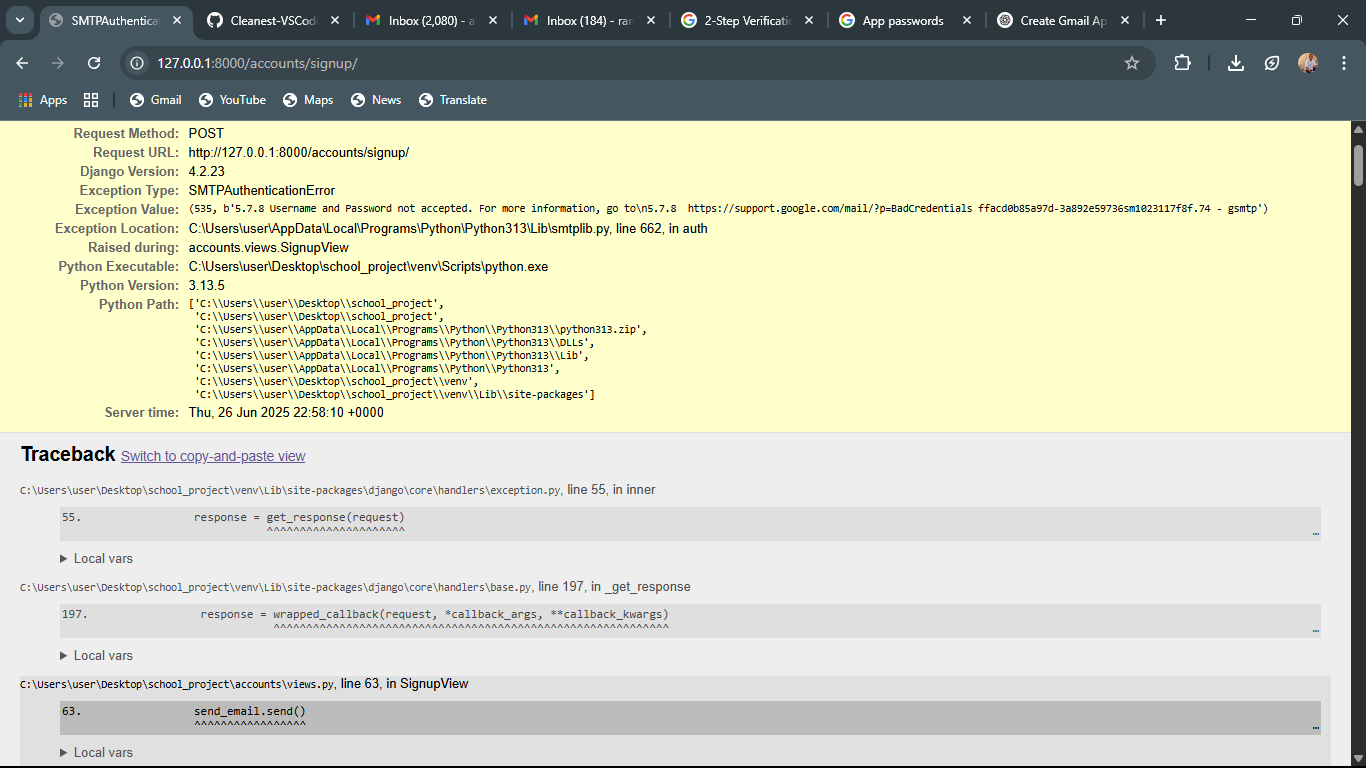 SMTPAuthentica
Cleanest-VSCod
Inbox (2,080) - a
Inbox (184) - ran
2-Step Verificati
App passwords
Create Gmail Ap
127.0.0.1:8000/accounts/signup/
Apps
Gmail
YouTube
Maps
News
Translate
Request Method: POST
Request URL: http://127.0.0.1:8000/accounts/signup/
Django Version: 4.2.23
Exception Type: SMTPAuthenticationError
Exception Value: (535, b'5.7.8 Username and Password not accepted. For more information, go to\n5.7.8  https://support.google.com/mail/?p=BadCredentials ffacd0b85a97d-3a892e59736sm1023117f8f.74 - gsmtp')
Exception Location: C:\Users\user\AppData\Local\Programs\Python\Python313\Lib\smtplib.py, line 662, in auth
Raised during: accounts.views.SignupView
Python Executable: C:\Users\user\Desktop\school_project\venv\Scripts\python.exe
Python Version: 3.13.5
Python Path: ['C:\\Users\\user\\Desktop\\school_project',
'C:\\Users\\user\\Desktop\\school_project',
'C:\\Users\\user\\AppData\\Local\\Programs\\Python\\Python313\\python313.zip',
'C:\\Users\\user\\AppData\\Local\\Programs\\Python\\Python313\\DLLs',
'C:\\Users\\user\\AppData\\Local\\Programs\\Python\\Python313\\Lib',
'C:\\Users\\user\\AppData\\Local\\Programs\\Python\\Python313',
'C:\\Users\\user\\Desktop\\school_project\\venv',
'C:\\Users\\user\\Desktop\\school_project\\venv\\Lib\\site-packages']
Server time: Thu, 26 Jun 2025 22:58:10 +0000
Traceback Switch to copy-and-paste view
C:\Users\user\Desktop\school_project\venv\Lib\site-packages\django\core\handlers\exception.py, line 55, in inner
55. response = get_response(request)
^^^^^^^^^^^^^^^^^^^^^
…
Local vars
C:\Users\user\Desktop\school_project\venv\Lib\site-packages\django\core\handlers\base.py, line 197, in _get_response
197. response = wrapped_callback(request, *callback_args, **callback_kwargs)
^^^^^^^^^^^^^^^^^^^^^^^^^^^^^^^^^^^^^^^^^^^^^^^^^^^^^^^^^^^^
…
Local vars
C:\Users\user\Desktop\school_project\accounts\views.py, line 63, in SignupView
63. send_email.send()
^^^^^^^^^^^^^^^^^
…
Local vars